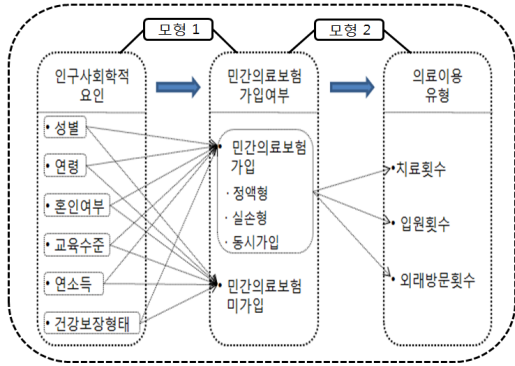 모형 1
모형 2
인구사회학적
요인
• 성별
• 연령
• 혼인여부
• 교육수준
• 연소득
• 건강보장형태
민간의료보험
가입여부
• 민간의료보험
가입
· 정액형
· 실손형
· 동시가입
• 민간의료보험
미가입
의료이용
유형
•치료횟수
• 입원횟수
• 외래방문횟수